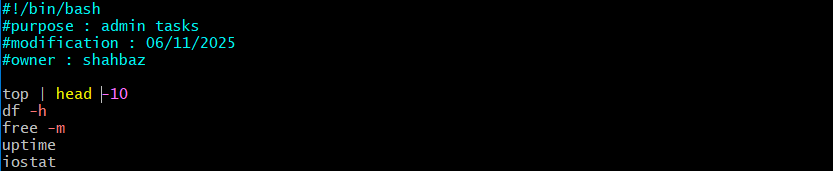 #!/bin/bash
#purpose : admin tasks
#modification : 06/11/2025
#owner : shahbaz
top | head -10
df -h
free -m
uptime
iostat